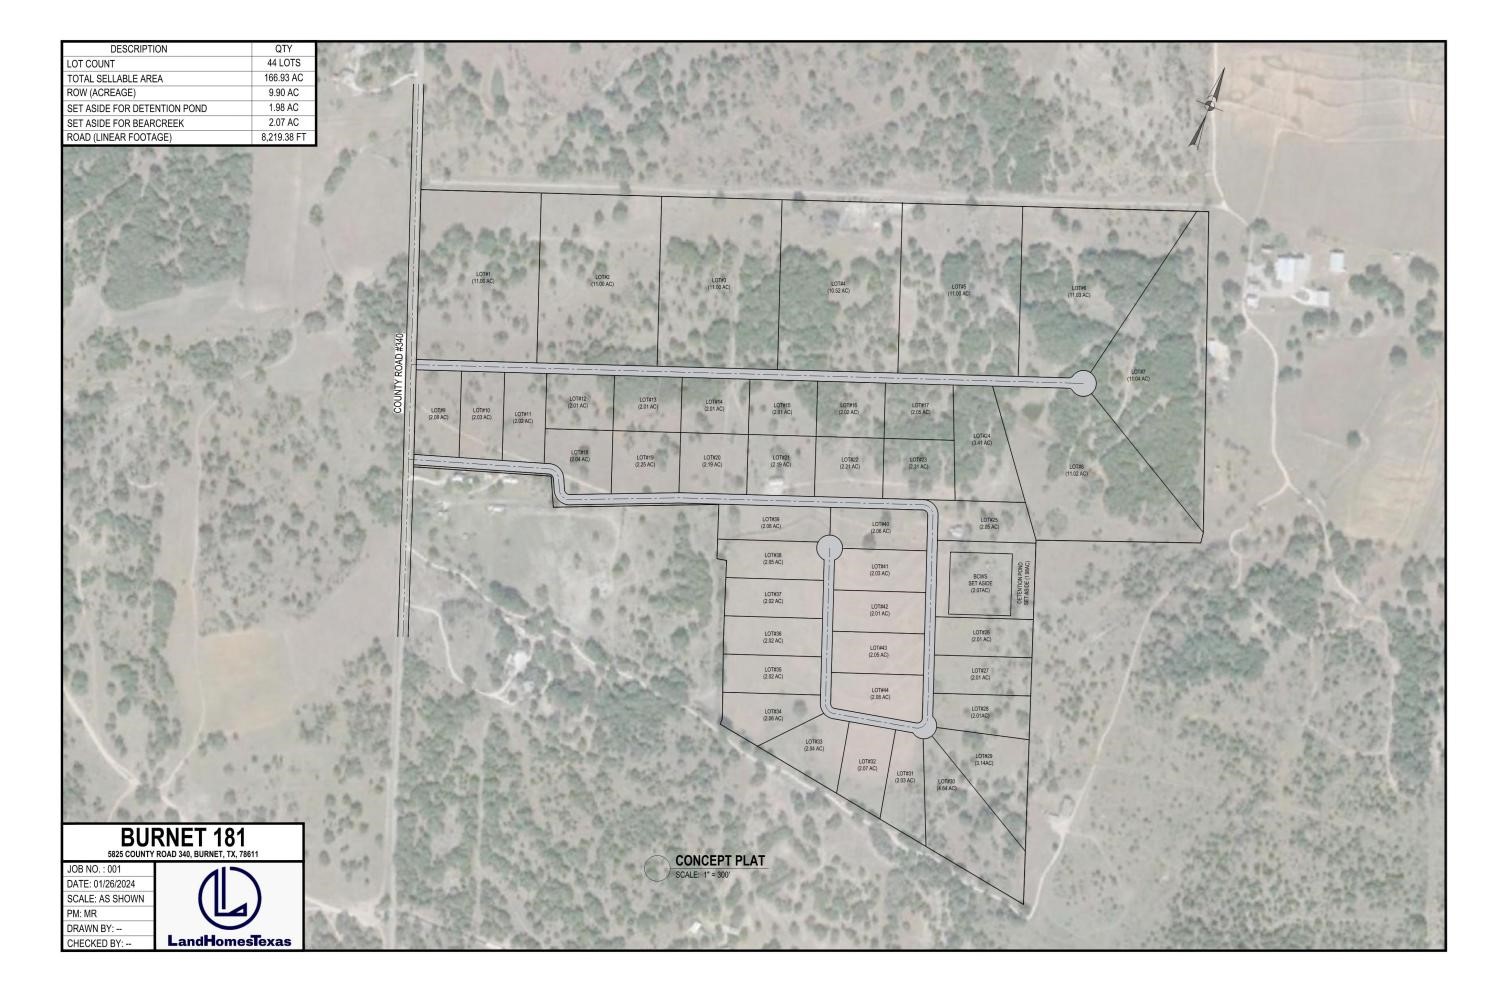 DESCRIPTION QTY
LOT COUNT 44 LOTS
TOTAL SELLABLE AREA 166.93 AC
ROW (ACREAGE) 9.90 AC
SET ASIDE FOR DETENTION POND 1.98 AC
SET ASIDE FOR BEARCREEK 2.07 AC
ROAD (LINEAR FOOTAGE) 8,219.38 FT
COUNTY ROAD #340
LOT#1
(11.00 AC)
LOT#2
(11.00 AC)
LOT#3
(11.00 AC)
LOT#4
(10.52 AC)
LOT#5
(11.00 AC)
LOT#6
(11.03 AC)
LOT#7
(11.04 AC)
LOT#8
(11.02 AC)
LOT#9
(2.00 AC)
LOT#10
(2.03 AC)
LOT#11
(2.02 AC)
LOT#12
(2.01 AC)
LOT#13
(2.01 AC)
LOT#14
(2.01 AC)
LOT#15
(2.01 AC)
LOT#16
(2.02 AC)
LOT#17
(2.05 AC)
LOT#18
(2.04 AC)
LOT#19
(2.25 AC)
LOT#20
(2.19 AC)
LOT#21
(2.19 AC)
LOT#22
(2.21 AC)
LOT#23
(2.31 AC)
LOT#24
(3.41 AC)
LOT#25
(2.05 AC)
BCWS
SET ASIDE
(2.07AC)
DETENTION POND
SET ASIDE (1.98AC)
LOT#26
(2.01 AC)
LOT#27
(2.01 AC)
LOT#28
(2.01AC)
LOT#29
(3.14AC)
LOT#30
(4.64 AC)
LOT#31
(2.03 AC)
LOT#32
(2.07 AC)
LOT#33
(2.04 AC)
LOT#34
(2.06 AC)
LOT#35
(2.02 AC)
LOT#36
(2.02 AC)
LOT#37
(2.02 AC)
LOT#38
(2.05 AC)
LOT#39
(2.08 AC)
LOT#40
(2.06 AC)
LOT#41
(2.03 AC)
LOT#42
(2.01 AC)
LOT#43
(2.05 AC)
LOT#44
(2.08 AC)
CONCEPT PLAT
SCALE: 1" = 300'
BURNET 181
5825 COUNTY ROAD 340, BURNET, TX, 78611
JOB NO. : 001
DATE: 01/26/2024
SCALE: AS SHOWN
PM: MR
DRAWN BY: --
CHECKED BY: --
LandHomesTexas